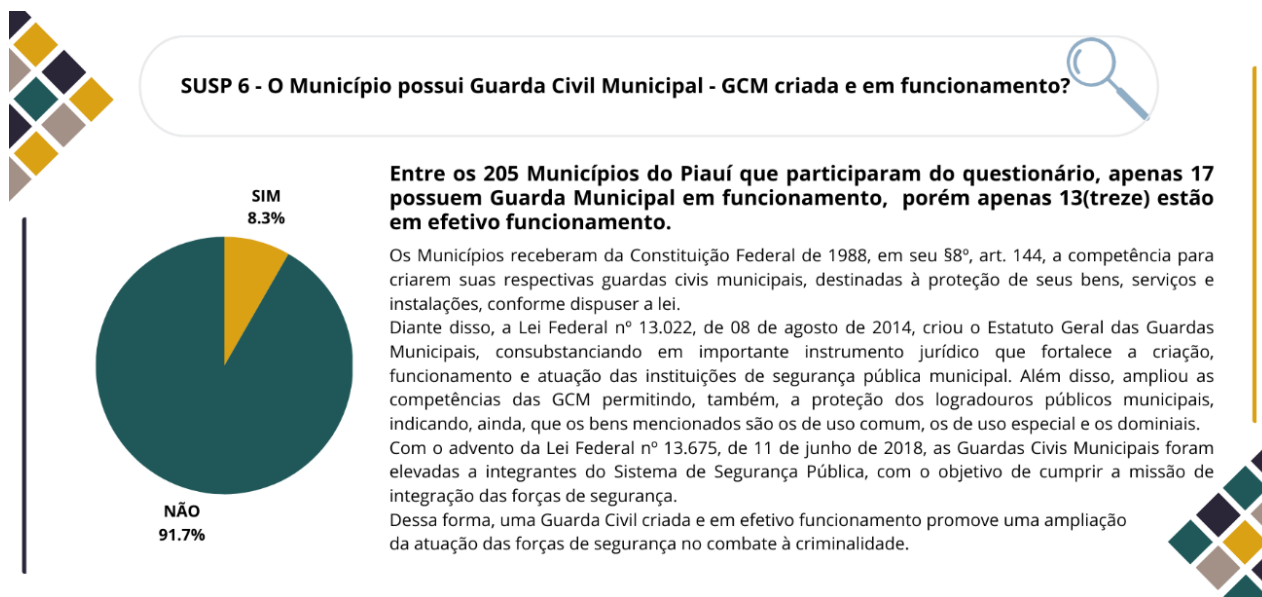 SUSP 6 - O Município possui Guarda Civil Municipal - GCM criada e em funcionamento?
SIM
8.3%
NÃO
91.7%
Entre os 205 Municípios do Piauí que participaram do questionário, apenas 17
possuem Guarda Municipal em funcionamento, porém apenas 13(treze) estão
em efetivo funcionamento.
Os Municípios receberam da Constituição Federal de 1988, em seu §8º, art. 144, a competência para
criarem suas respectivas guardas civis municipais, destinadas à proteção de seus bens, serviços e
instalações, conforme dispuser a lei.
Diante disso, a Lei Federal nº 13.022, de 08 de agosto de 2014, criou o Estatuto Geral das Guardas
Municipais, consubstanciando em importante instrumento jurídico que fortalece a criação,
funcionamento e atuação das instituições de segurança pública municipal. Além disso, ampliou as
competências das GCM permitindo, também, a proteção dos logradouros públicos municipais,
indicando, ainda, que os bens mencionados são os de uso comum, os de uso especial e os dominiais.
Com o advento da Lei Federal nº 13.675, de 11 de junho de 2018, as Guardas Civis Municipais foram
elevadas a integrantes do Sistema de Segurança Pública, com o objetivo de cumprir a missão de
integração das forças de segurança.
Dessa forma, uma Guarda Civil criada e em efetivo funcionamento promove uma ampliação
da atuação das forças de segurança no combate à criminalidade.